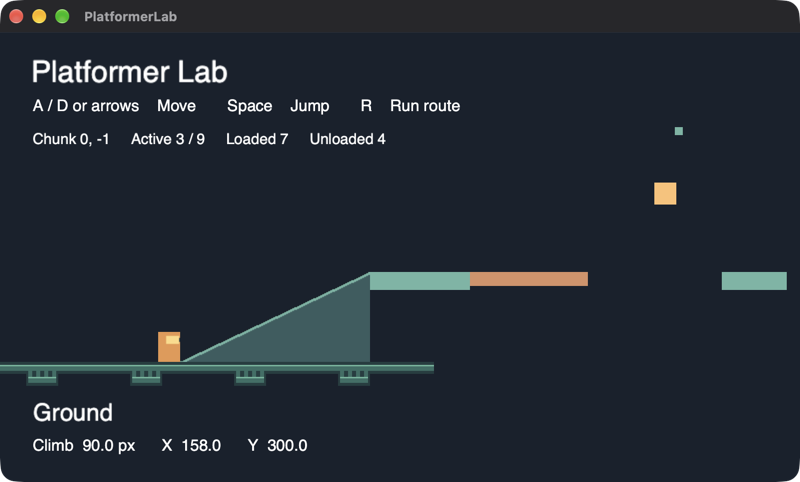 PlatformerLab
Platformer Lab
A / D or arrows Move Space Jump R Run route
Chunk 0, -1 Active 3 / 9 Loaded 7 Unloaded 4
Ground
Climb 90.0 px X 158.0 Y 300.0